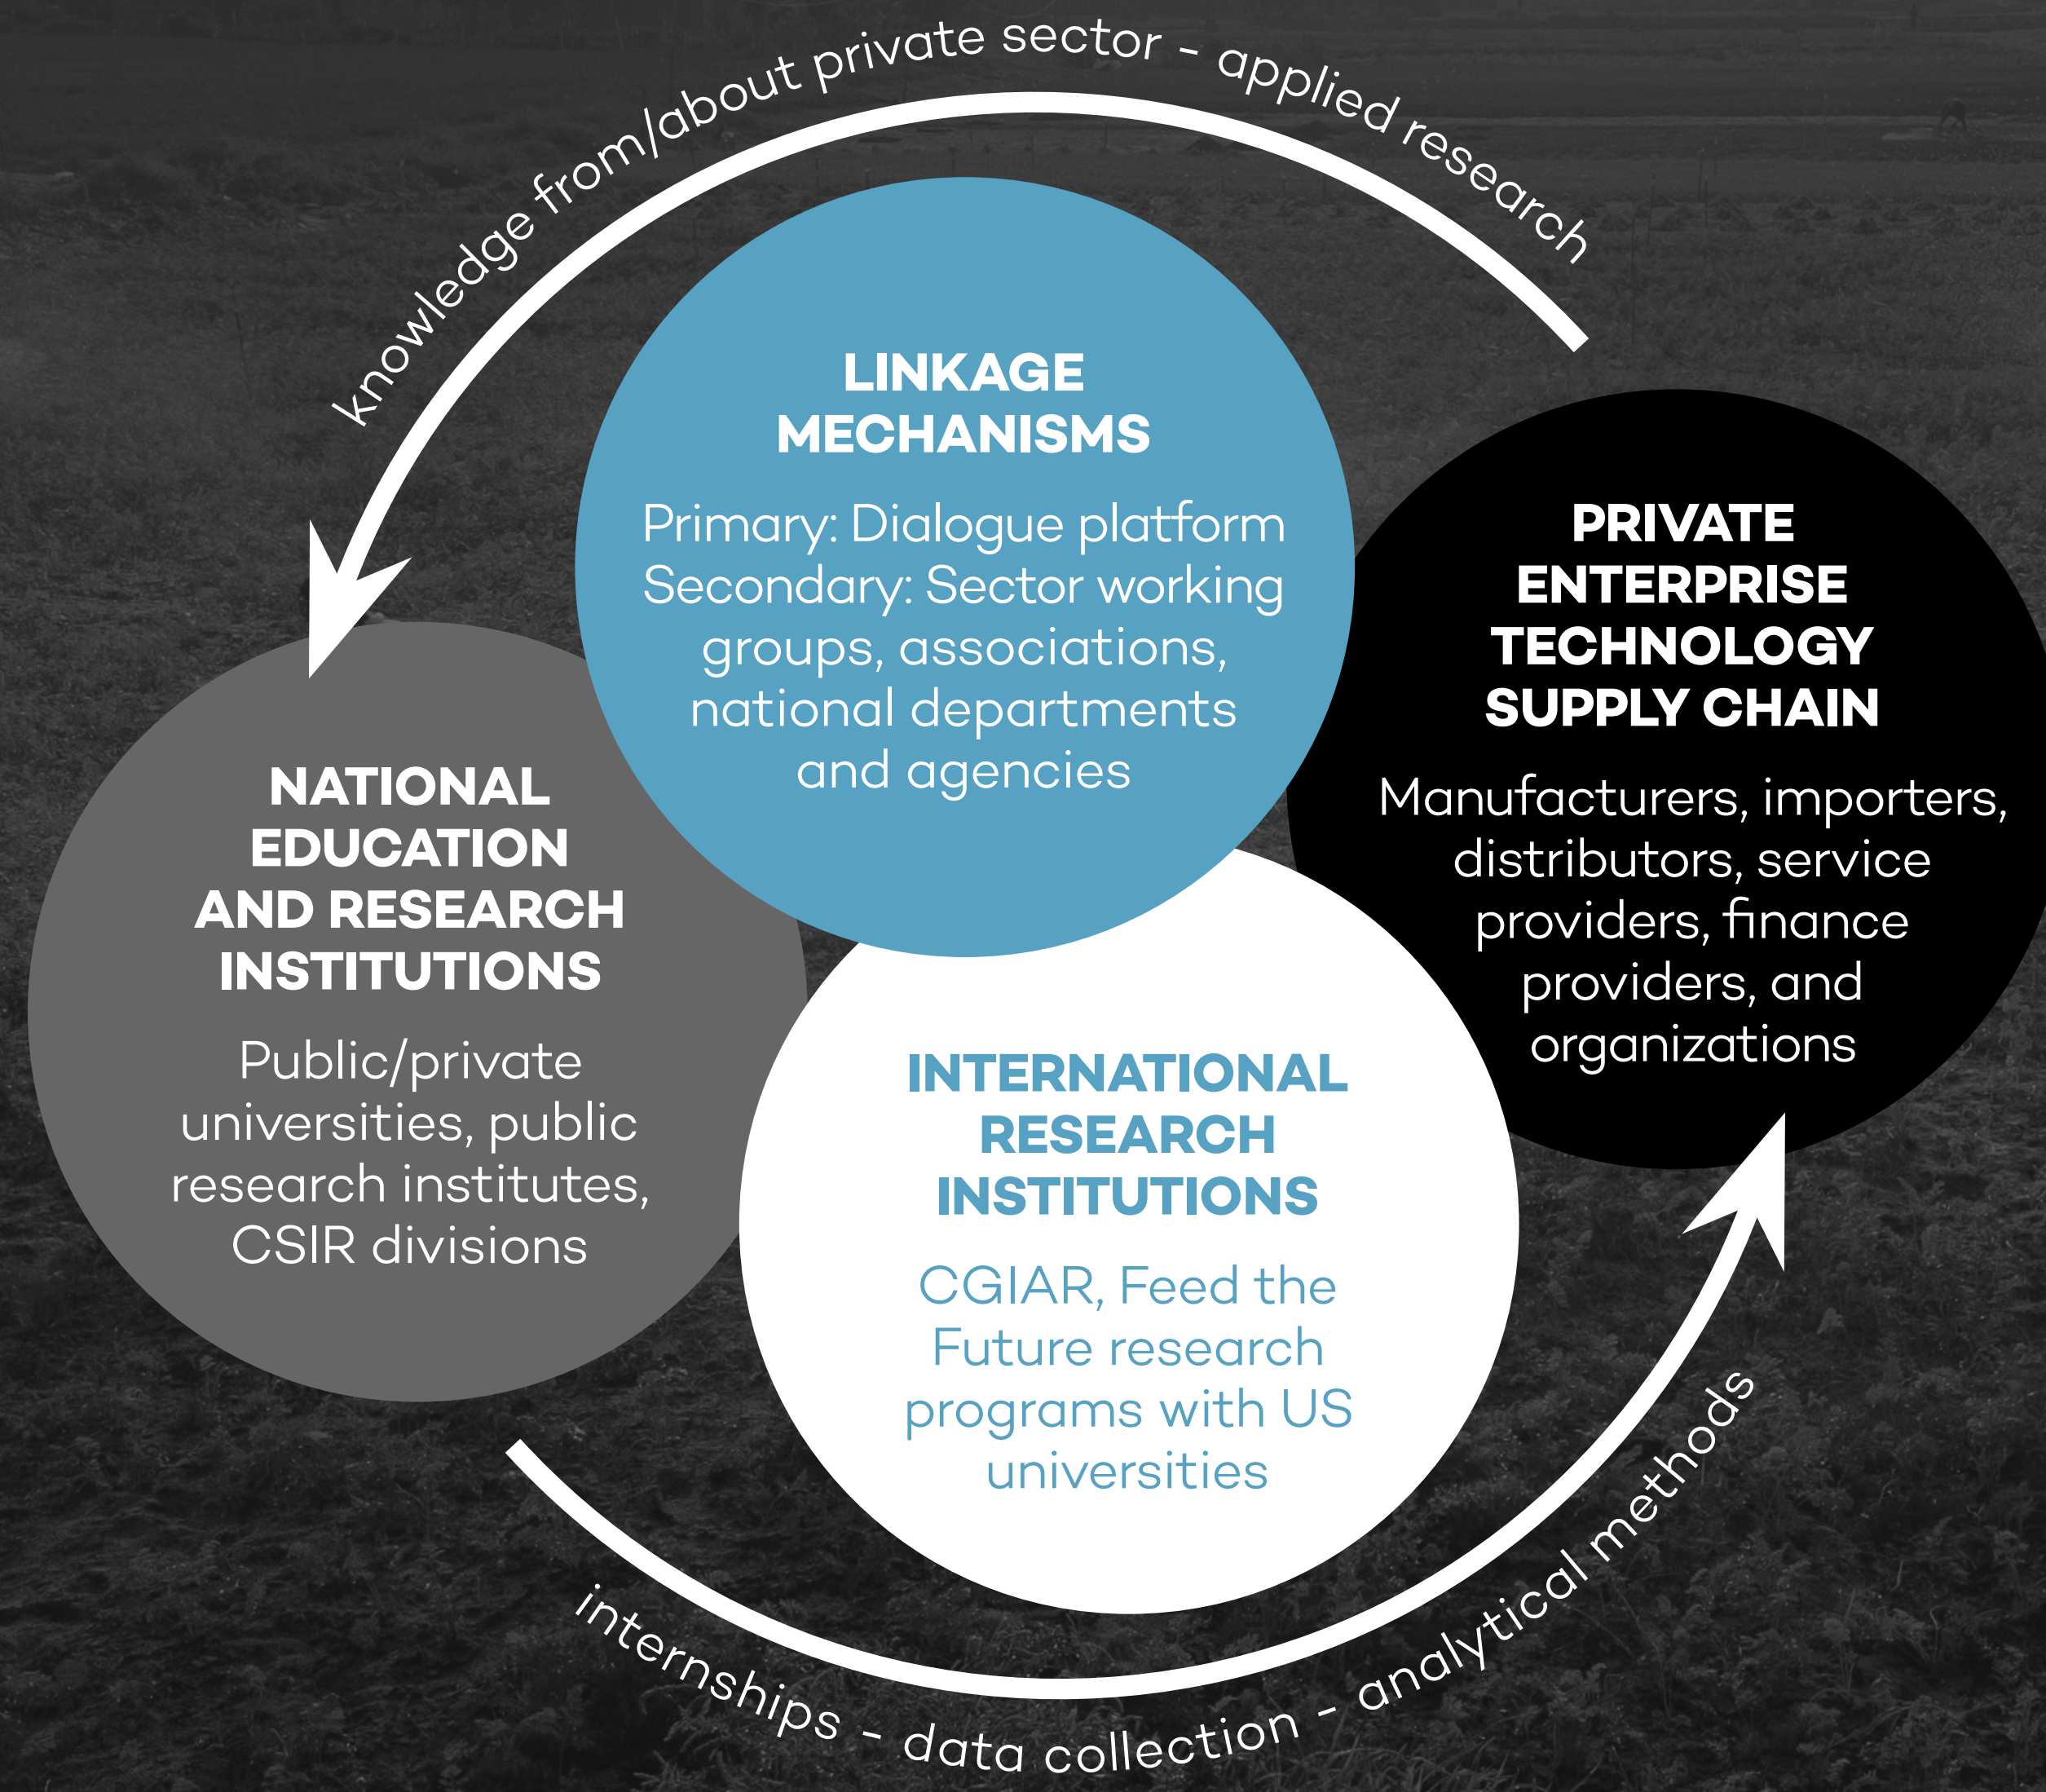 knowledge from/about private sector - applied research
LINKAGE
MECHANISMS
Primary: Dialogue platform
Secondary: Sector working
groups, associations,
national departments
and agencies
PRIVATE
ENTERPRISE
TECHNOLOGY
SUPPLY CHAIN
Manufacturers, importers,
distributors, service
providers, finance
providers, and
organizations
NATIONAL
EDUCATION
AND RESEARCH
INSTITUTIONS
Public/private
universities, public
research institutes,
CSIR divisions
INTERNATIONAL
RESEARCH
INSTITUTIONS
CGIAR, Feed the
Future research
programs with US
universities
internships - data collection - analytical methods